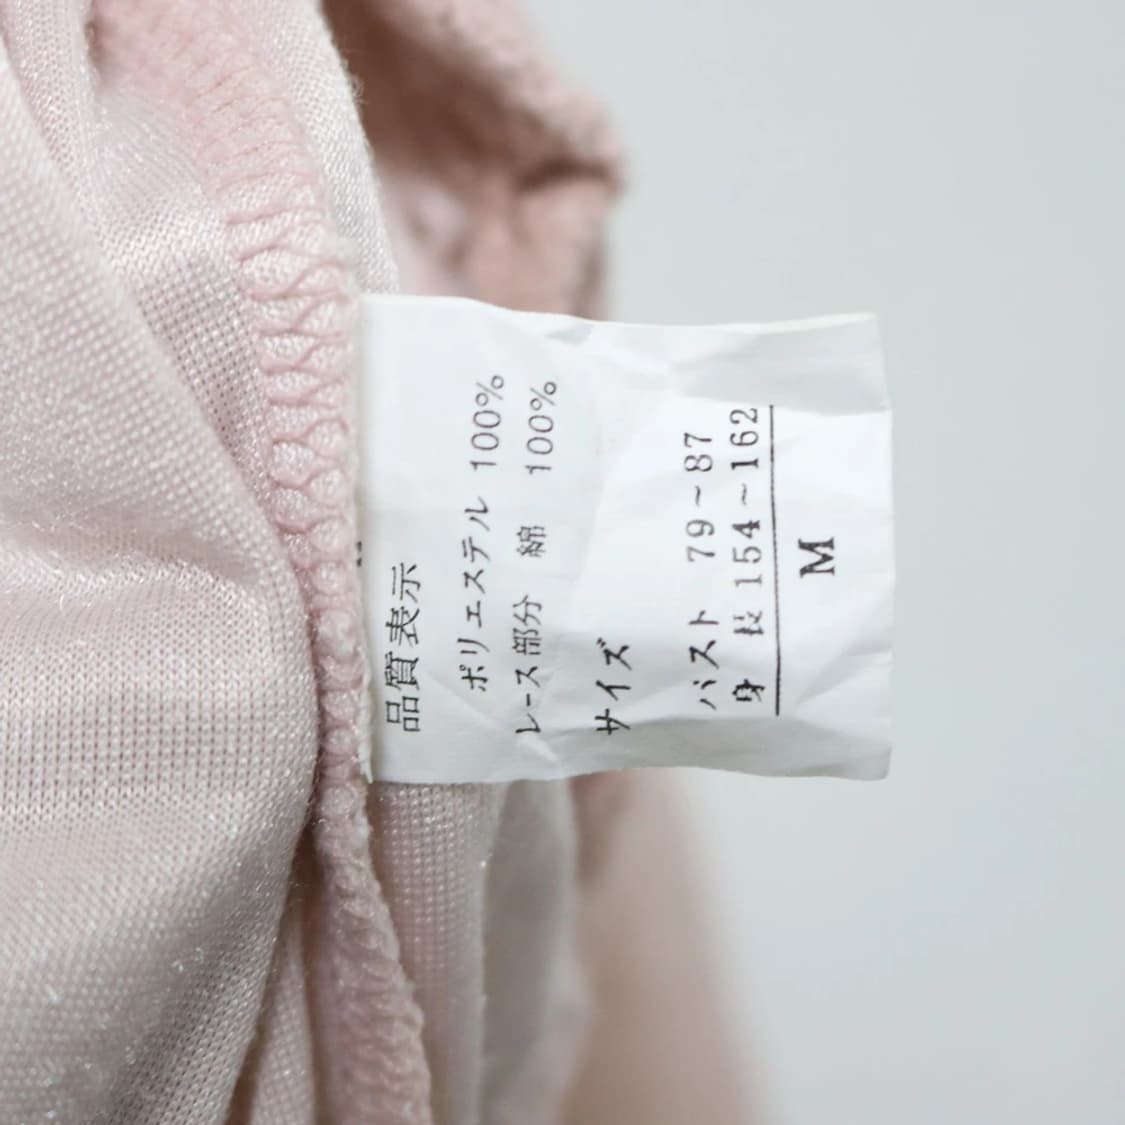 品質表示
ポリエステル 100%
レース部分 綿 100%
サイズ
バスト 79~87
身長 154~162
M